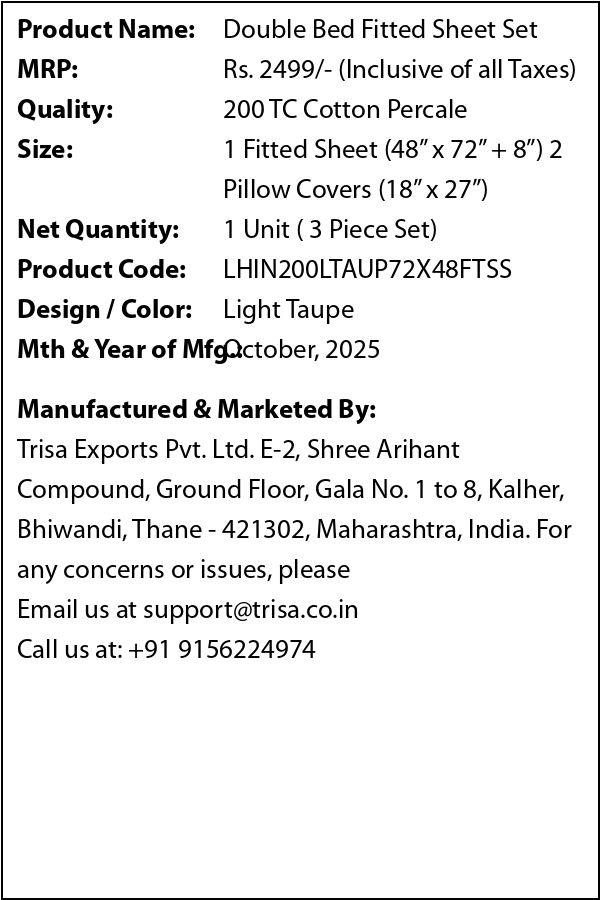 Product Name: Double Bed Fitted Sheet Set
MRP: Rs. 2499/- (Inclusive of all Taxes)
Quality: 200 TC Cotton Percale
Size: 1 Fitted Sheet (48” x 72” + 8”) 2
Pillow Covers (18” x 27”)
Net Quantity: 1 Unit ( 3 Piece Set)
Product Code: LHIN200LTAUP72X48FTSS
Design / Color: Light Taupe
Mth & Year of Mfg.: October, 2025
Manufactured & Marketed By:
Trisa Exports Pvt. Ltd. E-2, Shree Arihant
Compound, Ground Floor, Gala No. 1 to 8, Kalher,
Bhiwandi, Thane - 421302, Maharashtra, India. For
any concerns or issues, please
Email us at support@trisa.co.in
Call us at: +91 9156224974